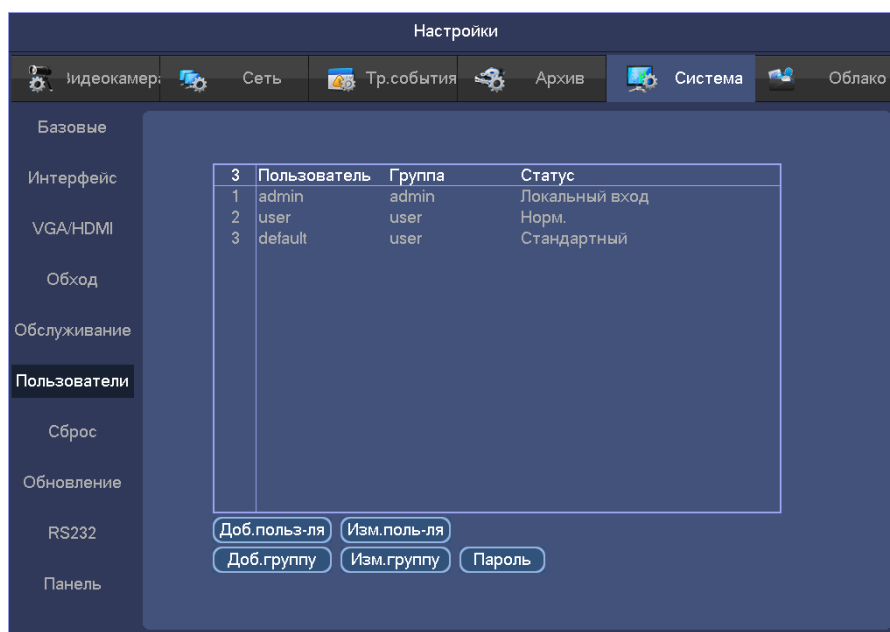 Настройки
Видеокамера Сеть Тр.события Архив Система Облако
Базовые
Интерфейс
VGA/HDMI
Обход
Обслуживание
Пользователи
Сброс
Обновление
RS232
Панель
3 Пользователь Группа Статус
1 admin admin Локальный вход
2 user user Норм.
3 default user Стандартный
Доб.польз-ля Изм.поль-ля
Доб.группу Изм.группу Пароль